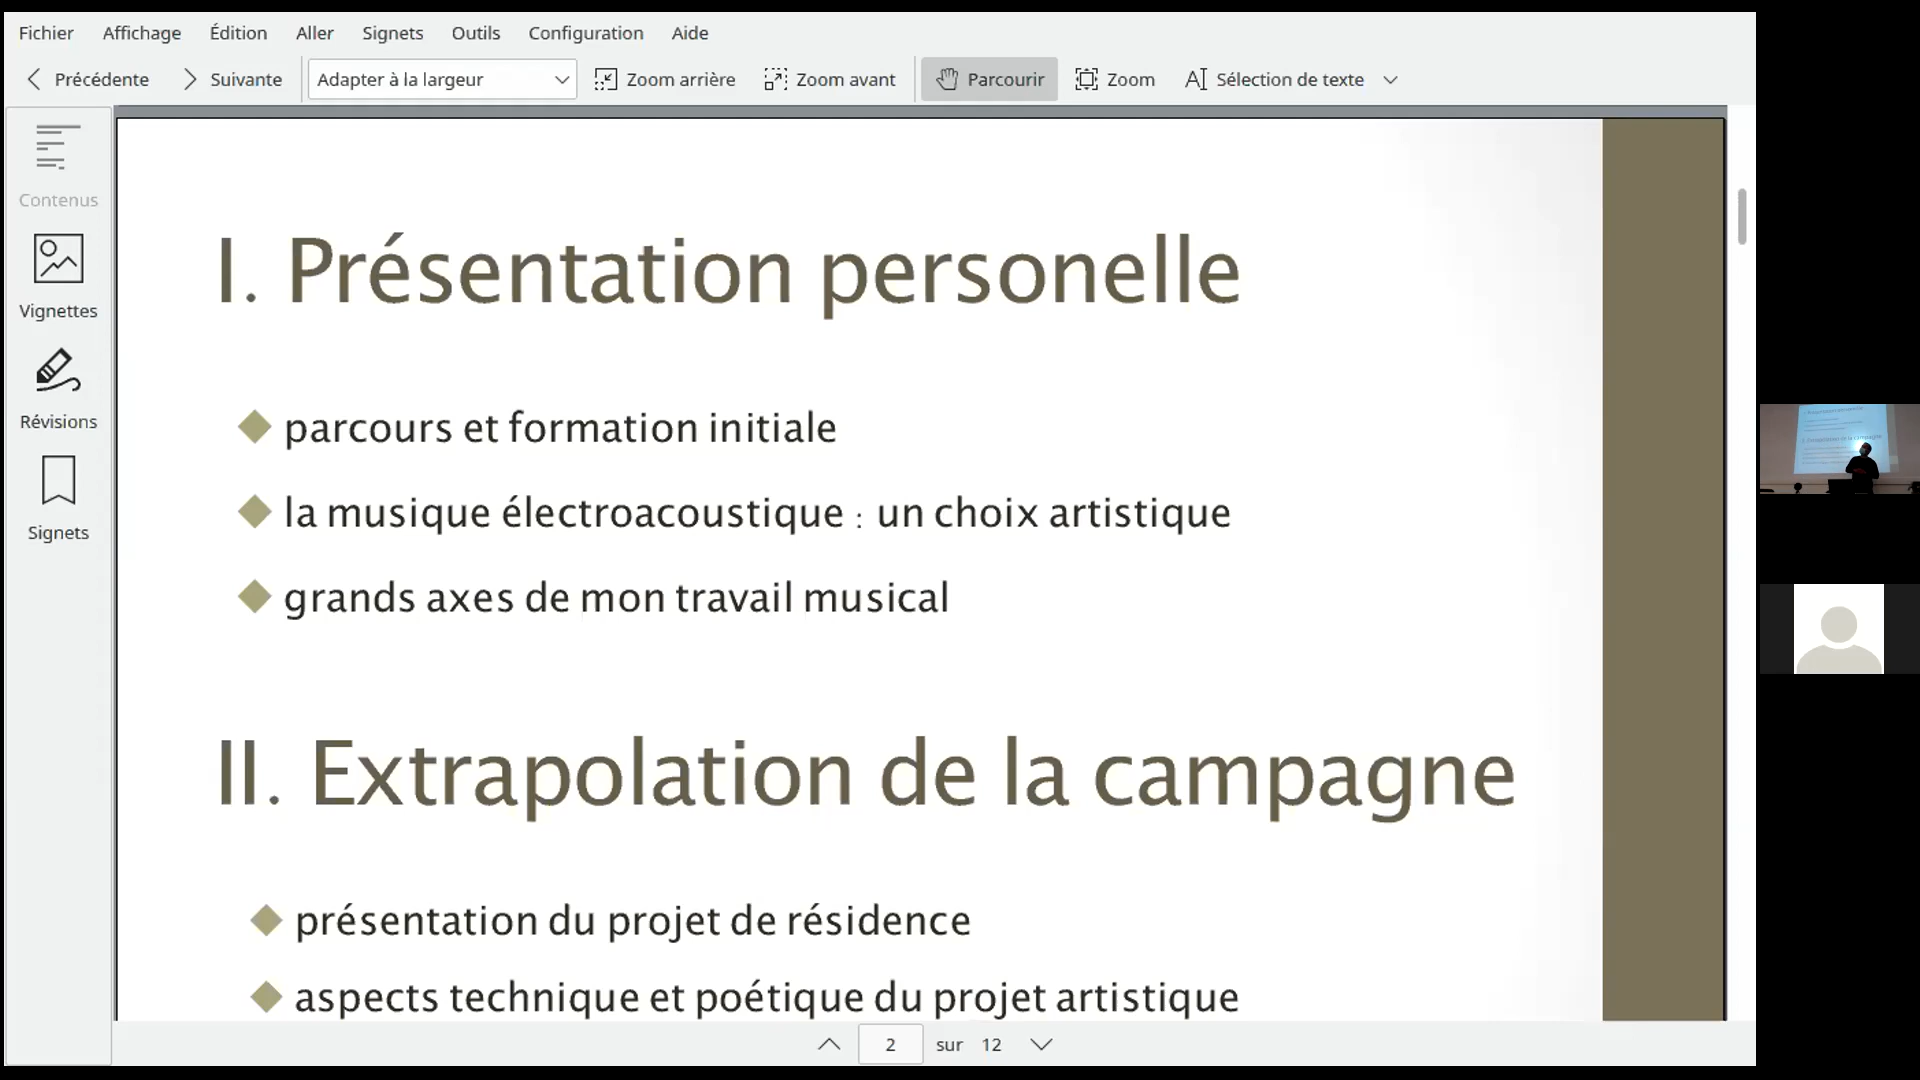 Fichier Affichage Édition Aller Signets Outils Configuration Aide
Précédente Suivante Adapter à la largeur Zoom arrière Zoom avant Parcourir Zoom Sélection de texte
Contenus
Vignettes
Révisions
Signets
I. Présentation personelle
parcours et formation initiale
la musique électroacoustique : un choix artistique
grands axes de mon travail musical
II. Extrapolation de la campagne
présentation du projet de résidence
aspects technique et poétique du projet artistique
2 sur 12